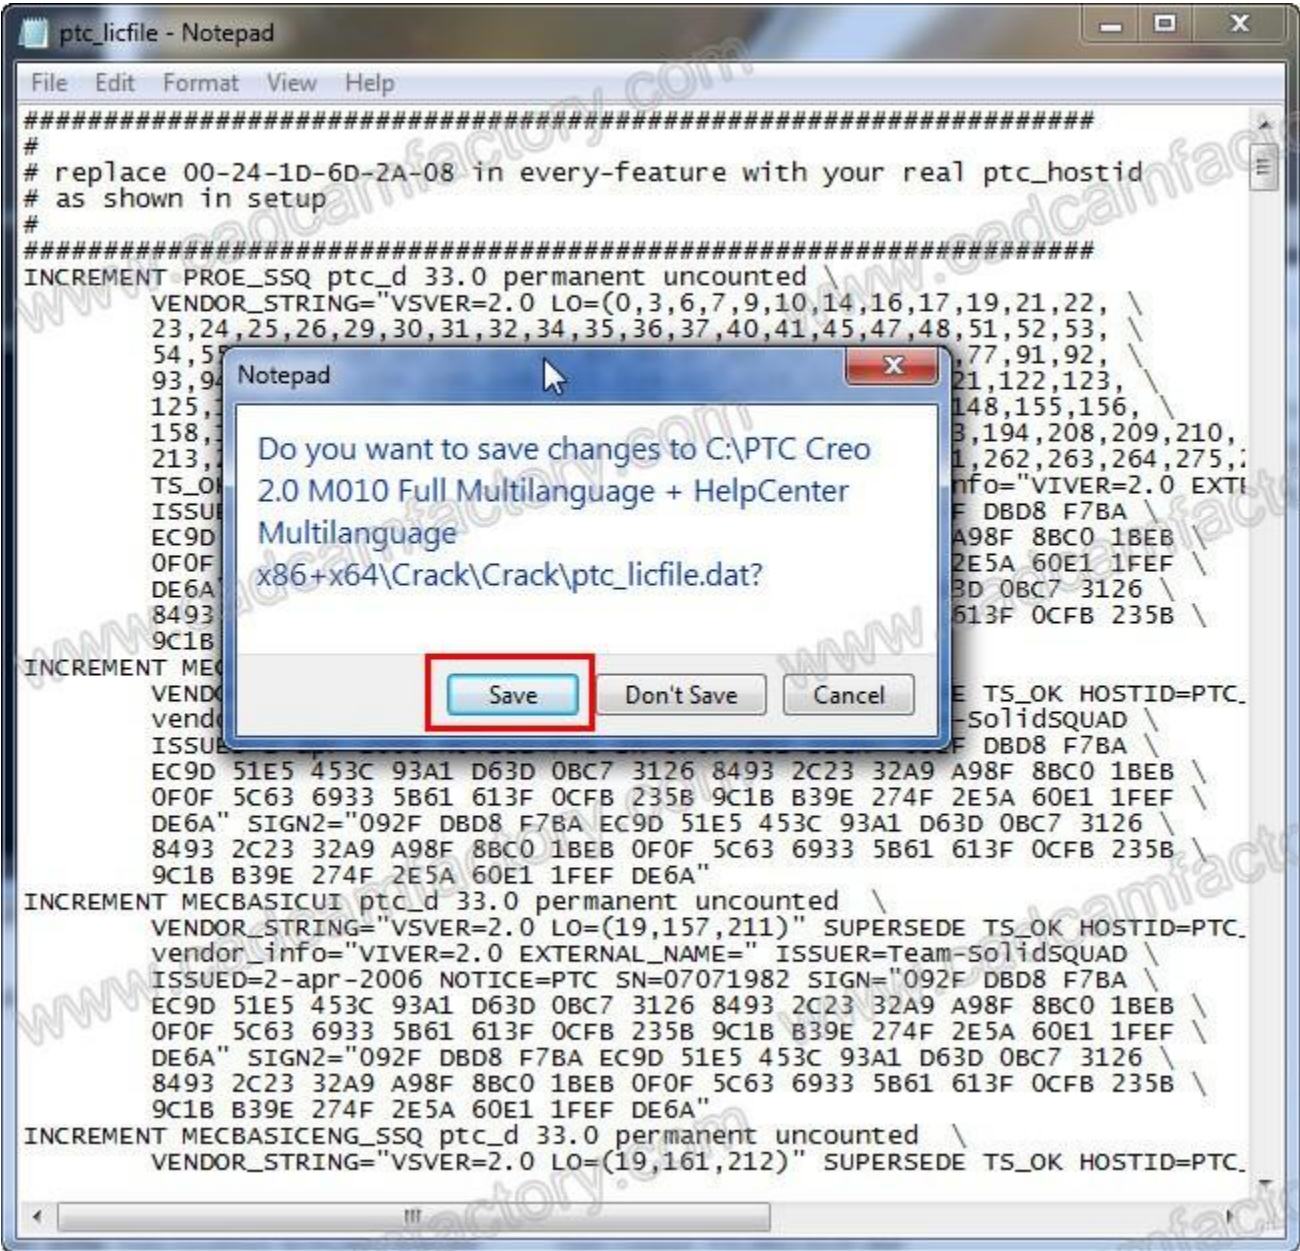 ptc_licfile - Notepad
File Edit Format View Help
####################################################################
#
# replace 00-24-1D-6D-2A-08 in every-feature with your real ptc_hostid
# as shown in setup
#
####################################################################
INCREMENT PROE_SSQ ptc_d 33.0 permanent uncounted \
VENDOR_STRING="VSVER=2.0 LO=(0,3,6,7,9,10,14,16,17,19,21,22, \
23,24,25,26,29,30,31,32,34,35,36,37,40,41,45,47,48,51,52,53, \
,77,91,92, \
,122,123, \
125,
148,155,156, \
158,
,194,208,209,210,
213,
,262,263,264,275,
"VIVER=2.0
DBD8 F7BA \
EC9D
A98F 8BC0 1BEB \
0F0F
2E5A 60E1 1FEF \
DE6A
0BC7 3126 \
8493
613F 0CFB 235B \
9C1B
Notepad
Do you want to save changes to C:\PTC Creo
2.0 M010 Full Multilanguage + HelpCenter
Multilanguage
x86+x64\Crack\Crack\ptc_licfile.dat?
Save Don't Save Cancel
INCREMENT
TS_OK HOSTID=PTC_
-SolidSQUAD \
DBD8 F7BA \
EC9D 51E5 453C 93A1 D63D 0BC7 3126 8493 2C23 32A9 A98F 8BC0 1BEB \
0F0F 5C63 6933 5B61 613F 0CFB 235B 9C1B B39E 274F 2E5A 60E1 1FEF \
DE6A" SIGN2="092F DBD8 F7BA EC9D 51E5 453C 93A1 D63D 0BC7 3126 \
8493 2C23 32A9 A98F 8BC0 1BEB 0F0F 5C63 6933 5B61 613F 0CFB 235B \
9C1B B39E 274F 2E5A 60E1 1FEF DE6A"
INCREMENT MECBASICUI ptc_d 33.0 permanent uncounted \
VENDOR_STRING="VSVER=2.0 LO=(19,157,211)" SUPERSEDE TS_OK HOSTID=PTC_
vendor_info="VIVER=2.0 EXTERNAL_NAME=" ISSUER=Team-SolidSQUAD \
ISSUED=2-apr-2006 NOTICE=PTC SN=07071982 SIGN="092F DBD8 F7BA \
EC9D 51E5 453C 93A1 D63D 0BC7 3126 8493 2C23 32A9 A98F 8BC0 1BEB \
0F0F 5C63 6933 5B61 613F 0CFB 235B 9C1B B39E 274F 2E5A 60E1 1FEF \
DE6A" SIGN2="092F DBD8 F7BA EC9D 51E5 453C 93A1 D63D 0BC7 3126 \
8493 2C23 32A9 A98F 8BC0 1BEB 0F0F 5C63 6933 5B61 613F 0CFB 235B \
9C1B B39E 274F 2E5A 60E1 1FEF DE6A"
INCREMENT MECBASICENG_SSQ ptc_d 33.0 permanent uncounted \
VENDOR_STRING="VSVER=2.0 LO=(19,161,212)" SUPERSEDE TS_OK HOSTID=PTC_
www.cadcamfactory.com